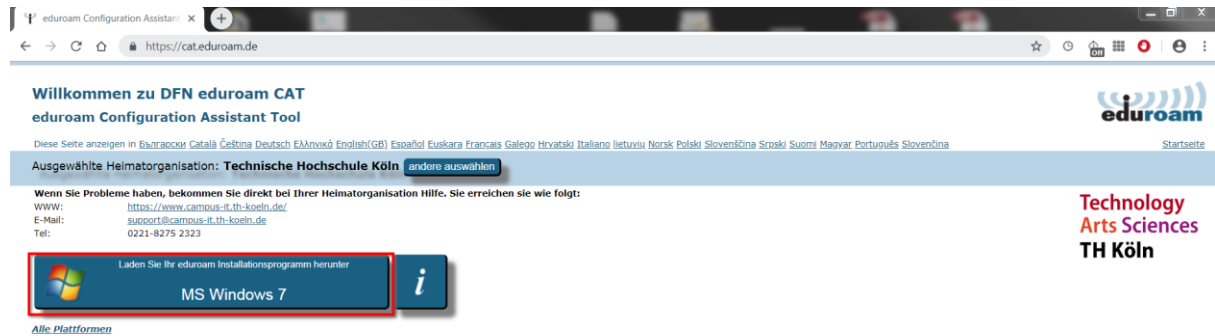 eduroam Configuration Assistant
https://cat.eduroam.de
Off
Willkommen zu DFN eduroam CAT
eduroam Configuration Assistant Tool
eduroam
Diese Seite anzeigen in Български Català Čeština Deutsch Ελληνικά English(GB) Español Euskara Français Galego Hrvatski Italiano lietuvių Norsk Polski Slovenščina Srpski Suomi Magyar Português Slovenčina
Startseite
Ausgewählte Heimatorganisation: Technische Hochschule Köln andere auswählen
Wenn Sie Probleme haben, bekommen Sie direkt bei Ihrer Heimatorganisation Hilfe. Sie erreichen sie wie folgt:
WWW: https://www.campus-it.th-koeln.de/
E-Mail: support@campus-it.th-koeln.de
Tel: 0221-8275 2323
Technology
Arts Sciences
TH Köln
Laden Sie Ihr eduroam Installationsprogramm herunter
MS Windows 7
i
Alle Plattformen